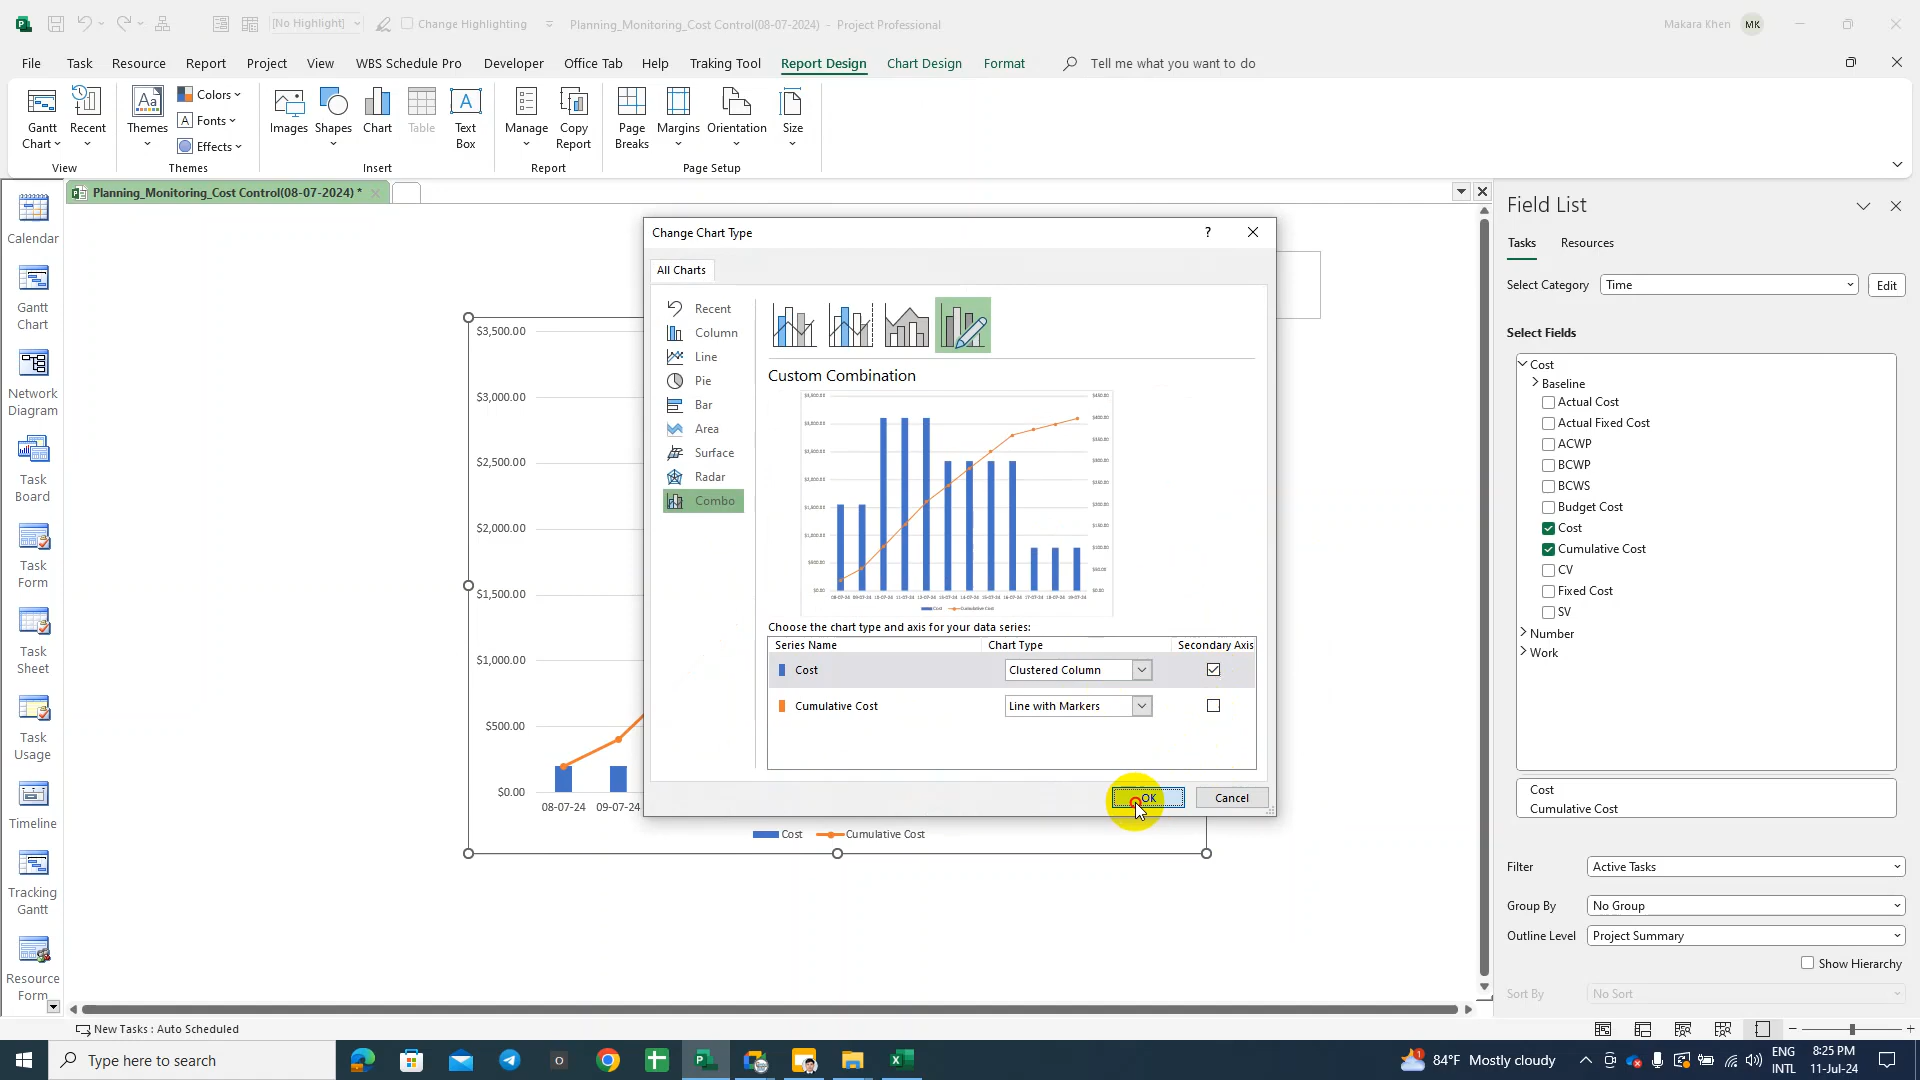 [No Highlight]
Change Highlighting
Planning_Monitoring_Cost Control(08-07-2024) - Project Professional
Makara Khen
MK
File
Task
Resource
Report
Project
View
WBS Schedule Pro
Developer
Office Tab
Help
Traking Tool
Report Design
Chart Design
Format
Tell me what you want to do
Gantt
Chart
Recent
View
Aa
Themes
Colors
A Fonts
Effects
Themes
Images
Shapes
Chart
Table
A
Text
Box
Insert
Manage
Copy
Report
Report
Page
Breaks
Margins
Orientation
Size
Page Setup
Planning_Monitoring_Cost Control(08-07-2024) *
Calendar
Gantt
Chart
Network
Diagram
Task
Board
Task
Form
Task
Sheet
Task
Usage
Timeline
Tracking
Gantt
Resource
Form
$3,500.00
$3,000.00
$2,500.00
$2,000.00
$1,500.00
$1,000.00
$500.00
$0.00
08-07-24
09-07-24
Cost
Cumulative Cost
Change Chart Type
?
All Charts
Recent
Column
Line
Pie
Bar
Area
Surface
Radar
Combo
Custom Combination
Choose the chart type and axis for your data series:
Series Name
Chart Type
Secondary Axis
Cost
Clustered Column
Cumulative Cost
Line with Markers
OK
Cancel
Field List
Tasks
Resources
Select Category
Time
Edit
Select Fields
Cost
Baseline
Actual Cost
Actual Fixed Cost
ACWP
BCWP
BCWS
Budget Cost
Cost
Cumulative Cost
CV
Fixed Cost
SV
Number
Work
Cost
Cumulative Cost
Filter
Active Tasks
Group By
No Group
Outline Level
Project Summary
Show Hierarchy
Sort By
No Sort
New Tasks : Auto Scheduled
Type here to search
84°F Mostly cloudy
ENG
INTL
8:25 PM
11-Jul-24